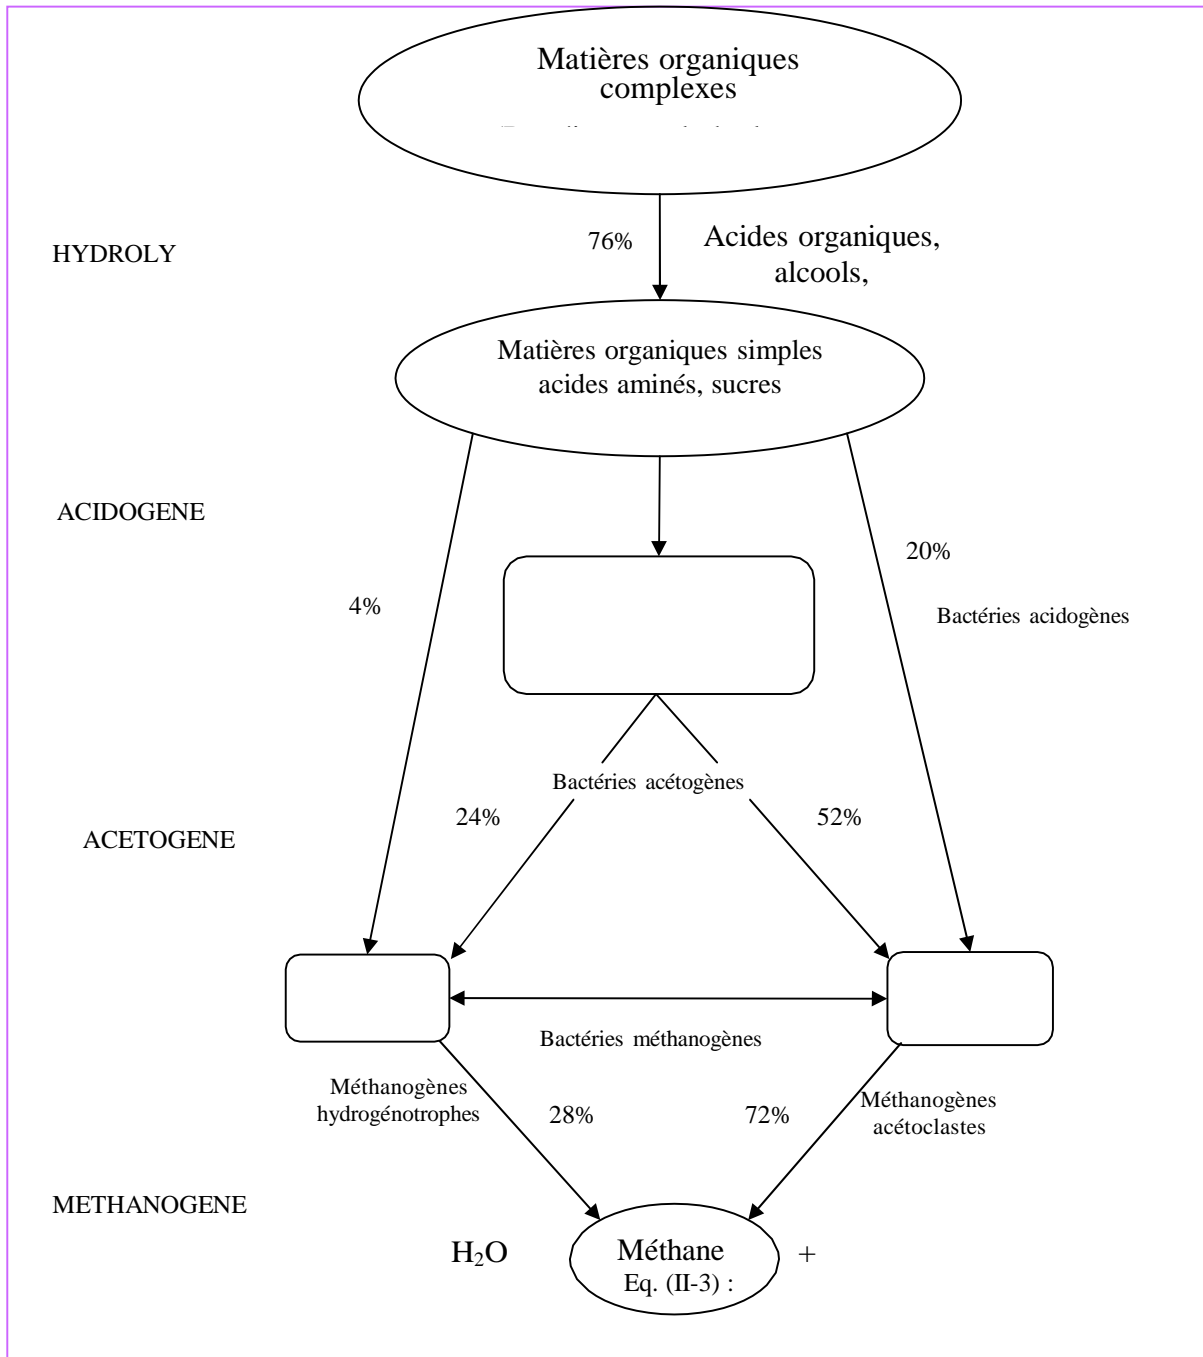 Matières organiques
complexes
HYDROLY
76%
Acides organiques,
alcools,
Matières organiques simples
acides aminés, sucres
ACIDOGENE
20%
4%
Bactéries acidogènes
Bactéries acétogènes
24%
52%
ACETOGENE
Bactéries méthanogènes
Méthanogènes
hydrogénotrophes
28%
72%
Méthanogènes
acétoclastes
METHANOGENE
H₂O
Méthane
+
Eq. (II-3) :